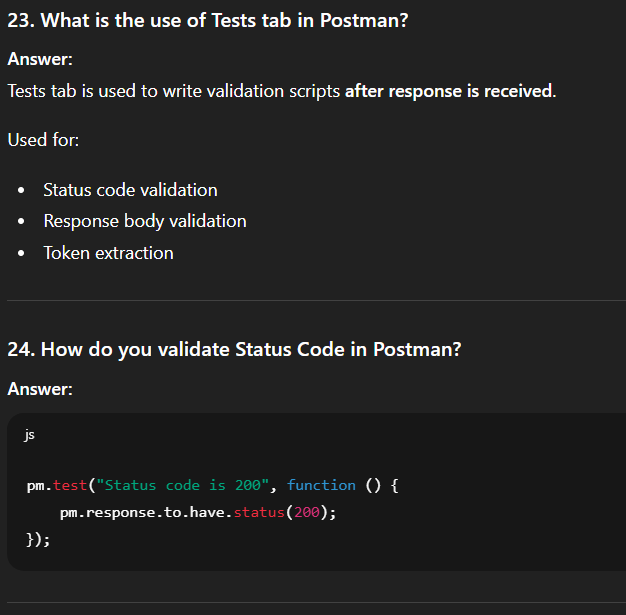 23. What is the use of Tests tab in Postman?
Answer:
Tests tab is used to write validation scripts after response is received.
Used for:
• Status code validation
• Response body validation
• Token extraction
24. How do you validate Status Code in Postman?
Answer:
js
pm.test("Status code is 200", function () {
    pm.response.to.have.status(200);
});